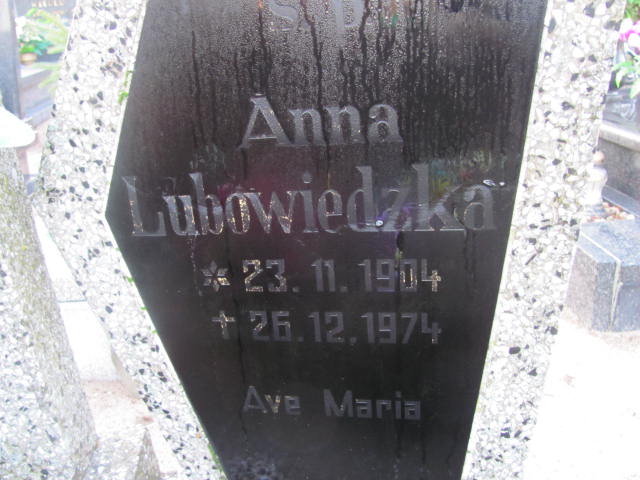 Ś P
Anna
Lubowiedzka
* 23. 11. 1904
† 26. 12. 1974
Ave Maria